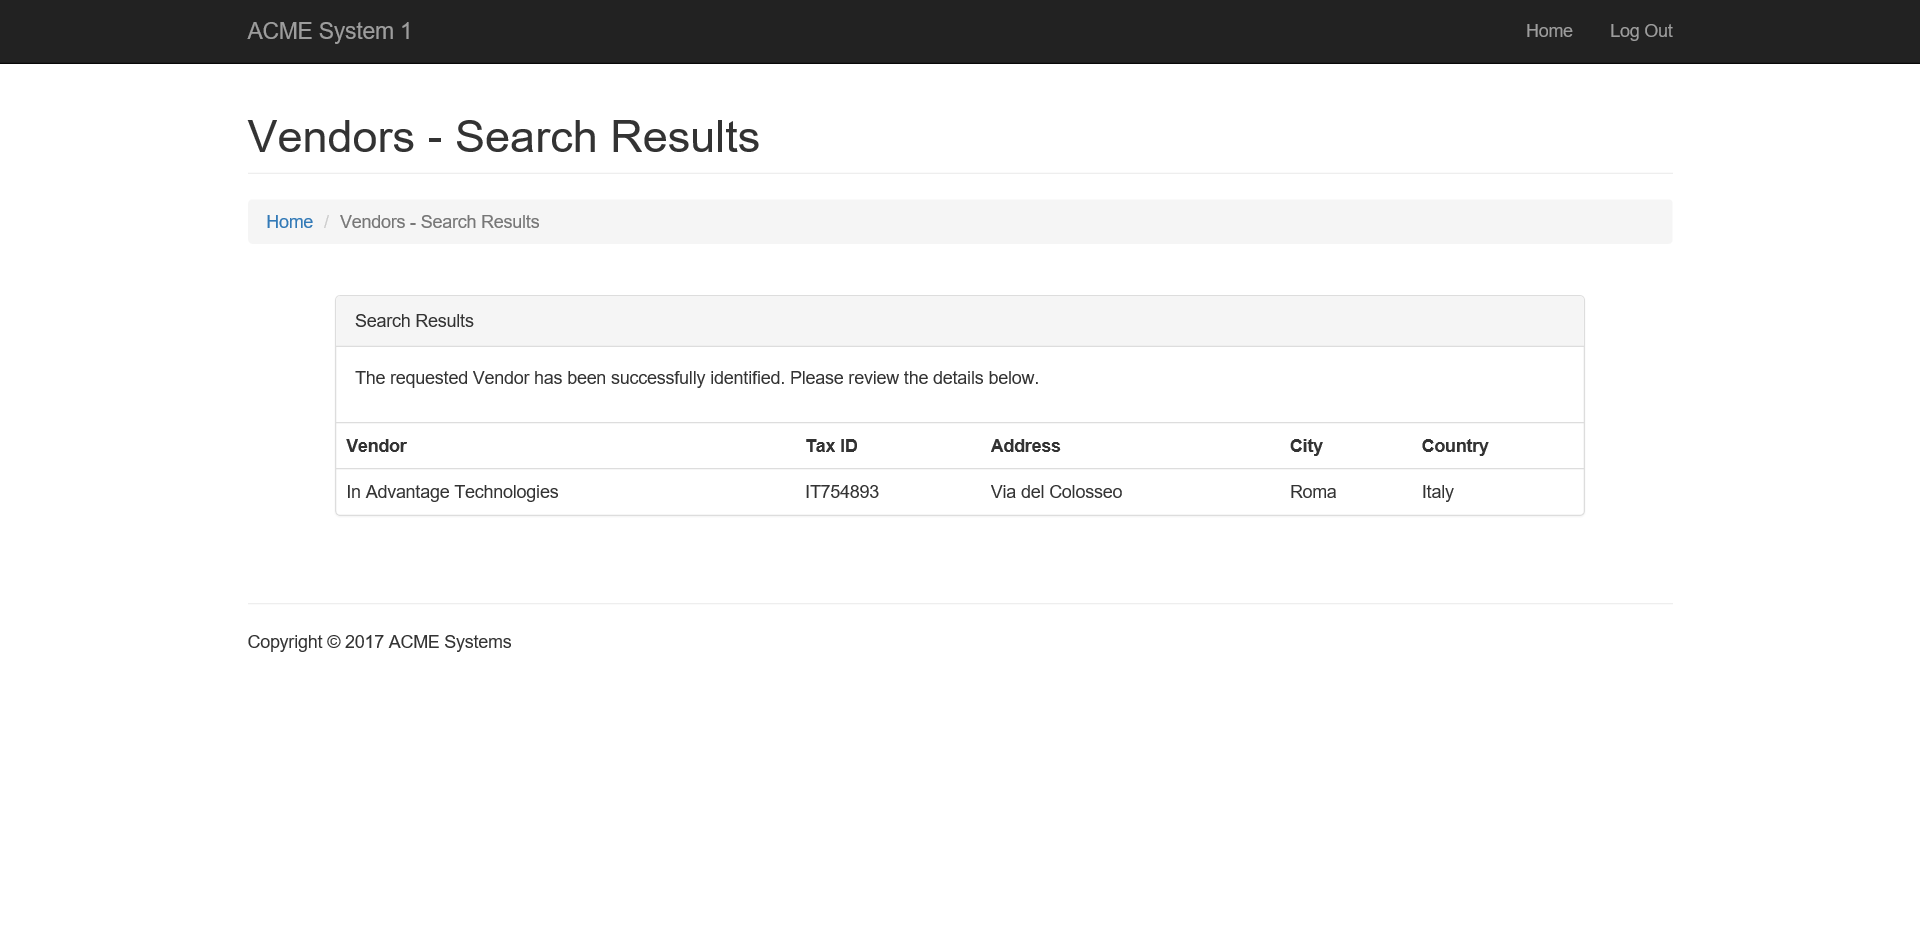 ACME System 1 Home Log Out
Vendors - Search Results
Home / Vendors - Search Results
Search Results
The requested Vendor has been successfully identified. Please review the details below.
Vendor Tax ID Address City Country
In Advantage Technologies IT754893 Via del Colosseo Roma Italy
Copyright © 2017 ACME Systems